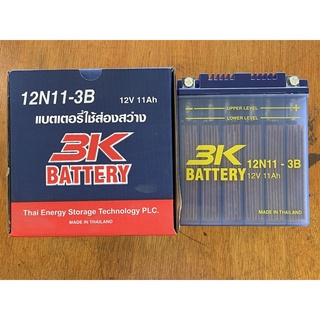 12N11-3B
12V 11Ah
แบตเตอรี่ใช้ส่องสว่าง
3K
BATTERY
Thai Energy Storage Technology PLC.
MADE IN THAILAND
UPPER LEVEL
LOWER LEVEL
3K
BATTERY
12N11 - 3B
12V 11Ah
MADE IN THAILAND